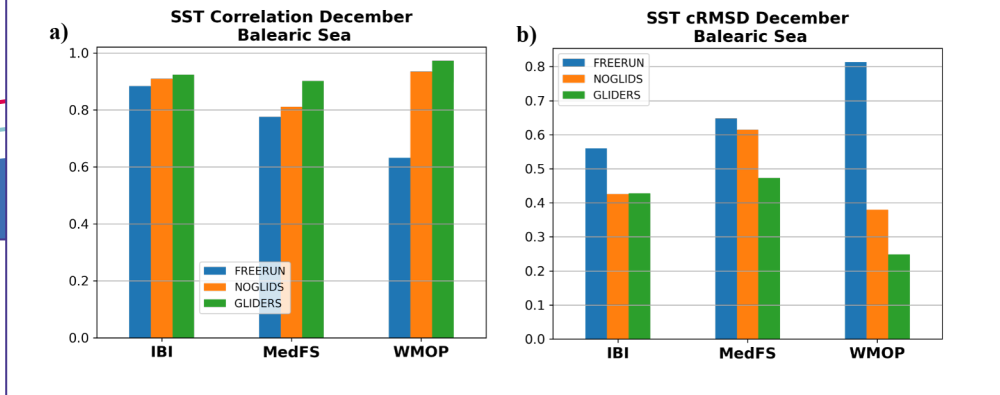 a)
SST Correlation December
Balearic Sea
1.0
0.8
0.6
0.4
0.2
0.0
FREERUN
NOGLIDS
GLIDERS
IBI MedFS WMOP
b)
SST cRMSD December
Balearic Sea
FREERUN
NOGLIDS
GLIDERS
0.8
0.7
0.6
0.5
0.4
0.3
0.2
0.1
0.0
IBI MedFS WMOP